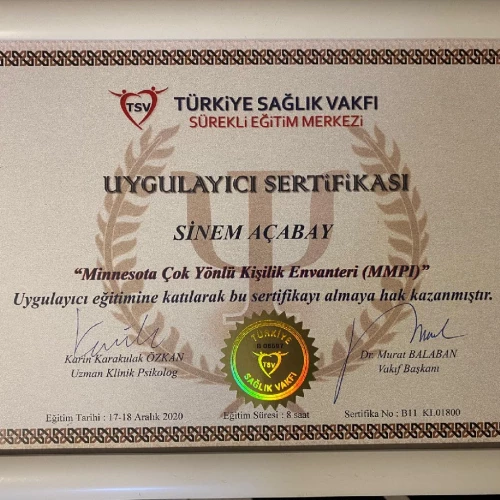 TSV
TÜRKİYE SAĞLIK VAKFI
SÜREKLİ EĞİTİM MERKEZİ
UYGULAYICI SERTİFİKASI
SİNEM AÇABAY
“Minnesota Çok Yönlü Kişilik Envanteri (MMPI)”
Uygulayıcı eğitimine katılarak bu sertifikayı almaya hak kazanmıştır.
Karin Karakulak ÖZKAN
Uzman Klinik Psikolog
TÜRKİYE
TSV
SAĞLIK VAKFI
Dr. Murat BALABAN
Vakıf Başkanı
Eğitim Tarihi : 17-18 Aralık 2020
Eğitim Süresi : 8 saat
Sertifika No : B11 KL01800